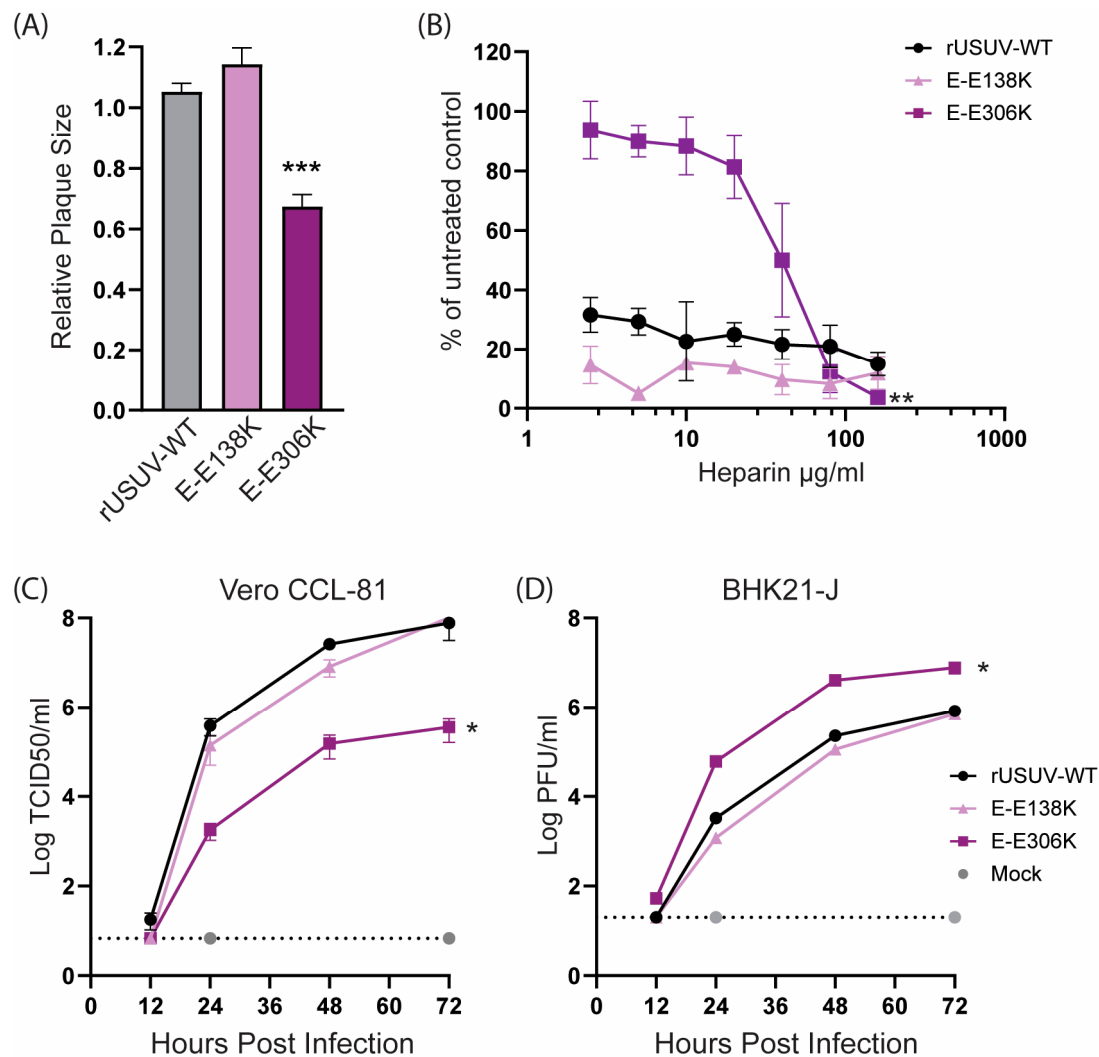 (A)
Relative Plaque Size
1.2
1.0
0.8
0.6
0.4
0.2
0.0
***
rUSUV-WT
E-E138K
E-E306K
(B)
% of untreated control
120
100
80
60
40
20
0
rUSUV-WT
E-E138K
E-E306K
**
1 10 100 1000
Heparin µg/ml
(C)
Vero CCL-81
Log TCID50/ml
8
6
4
2
0
*
0 12 24 36 48 60 72
Hours Post Infection
(D)
BHK21-J
Log PFU/ml
8
6
4
2
0
*
rUSUV-WT
E-E138K
E-E306K
Mock
0 12 24 36 48 60 72
Hours Post Infection